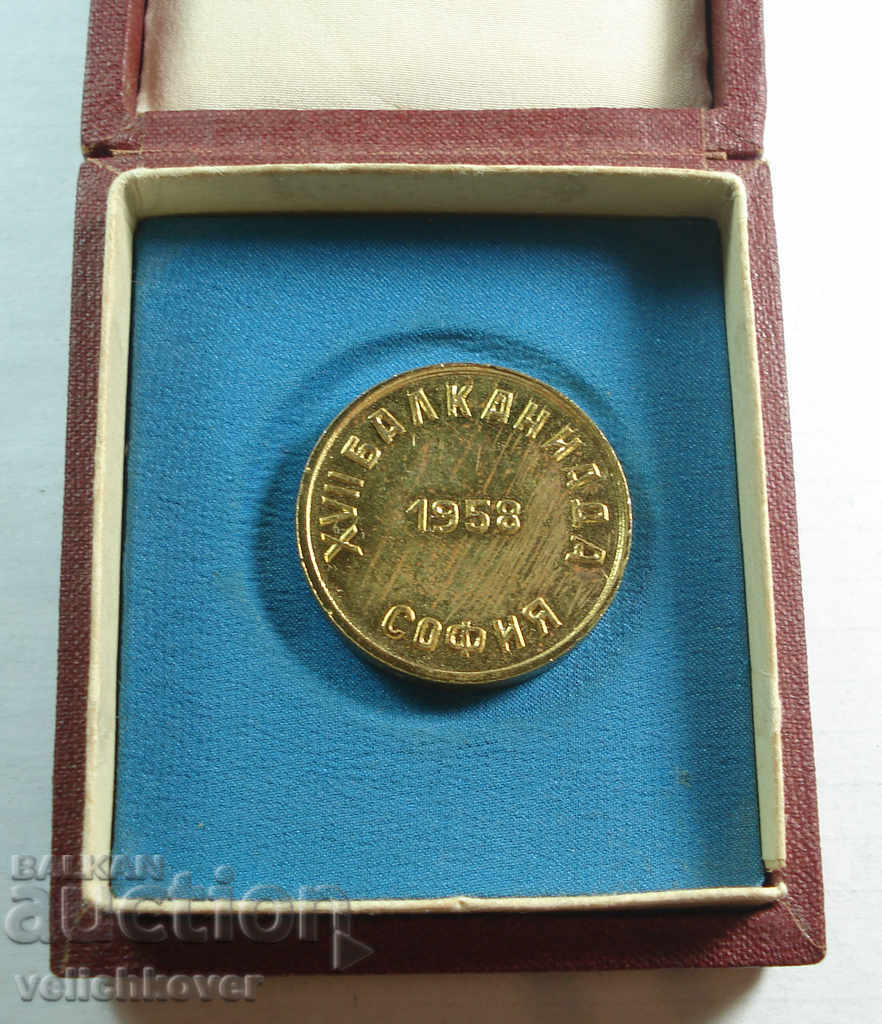 XVII БАЛКАНИАДА
1958
СОФИЯ
BALKAN
auction
velichkover